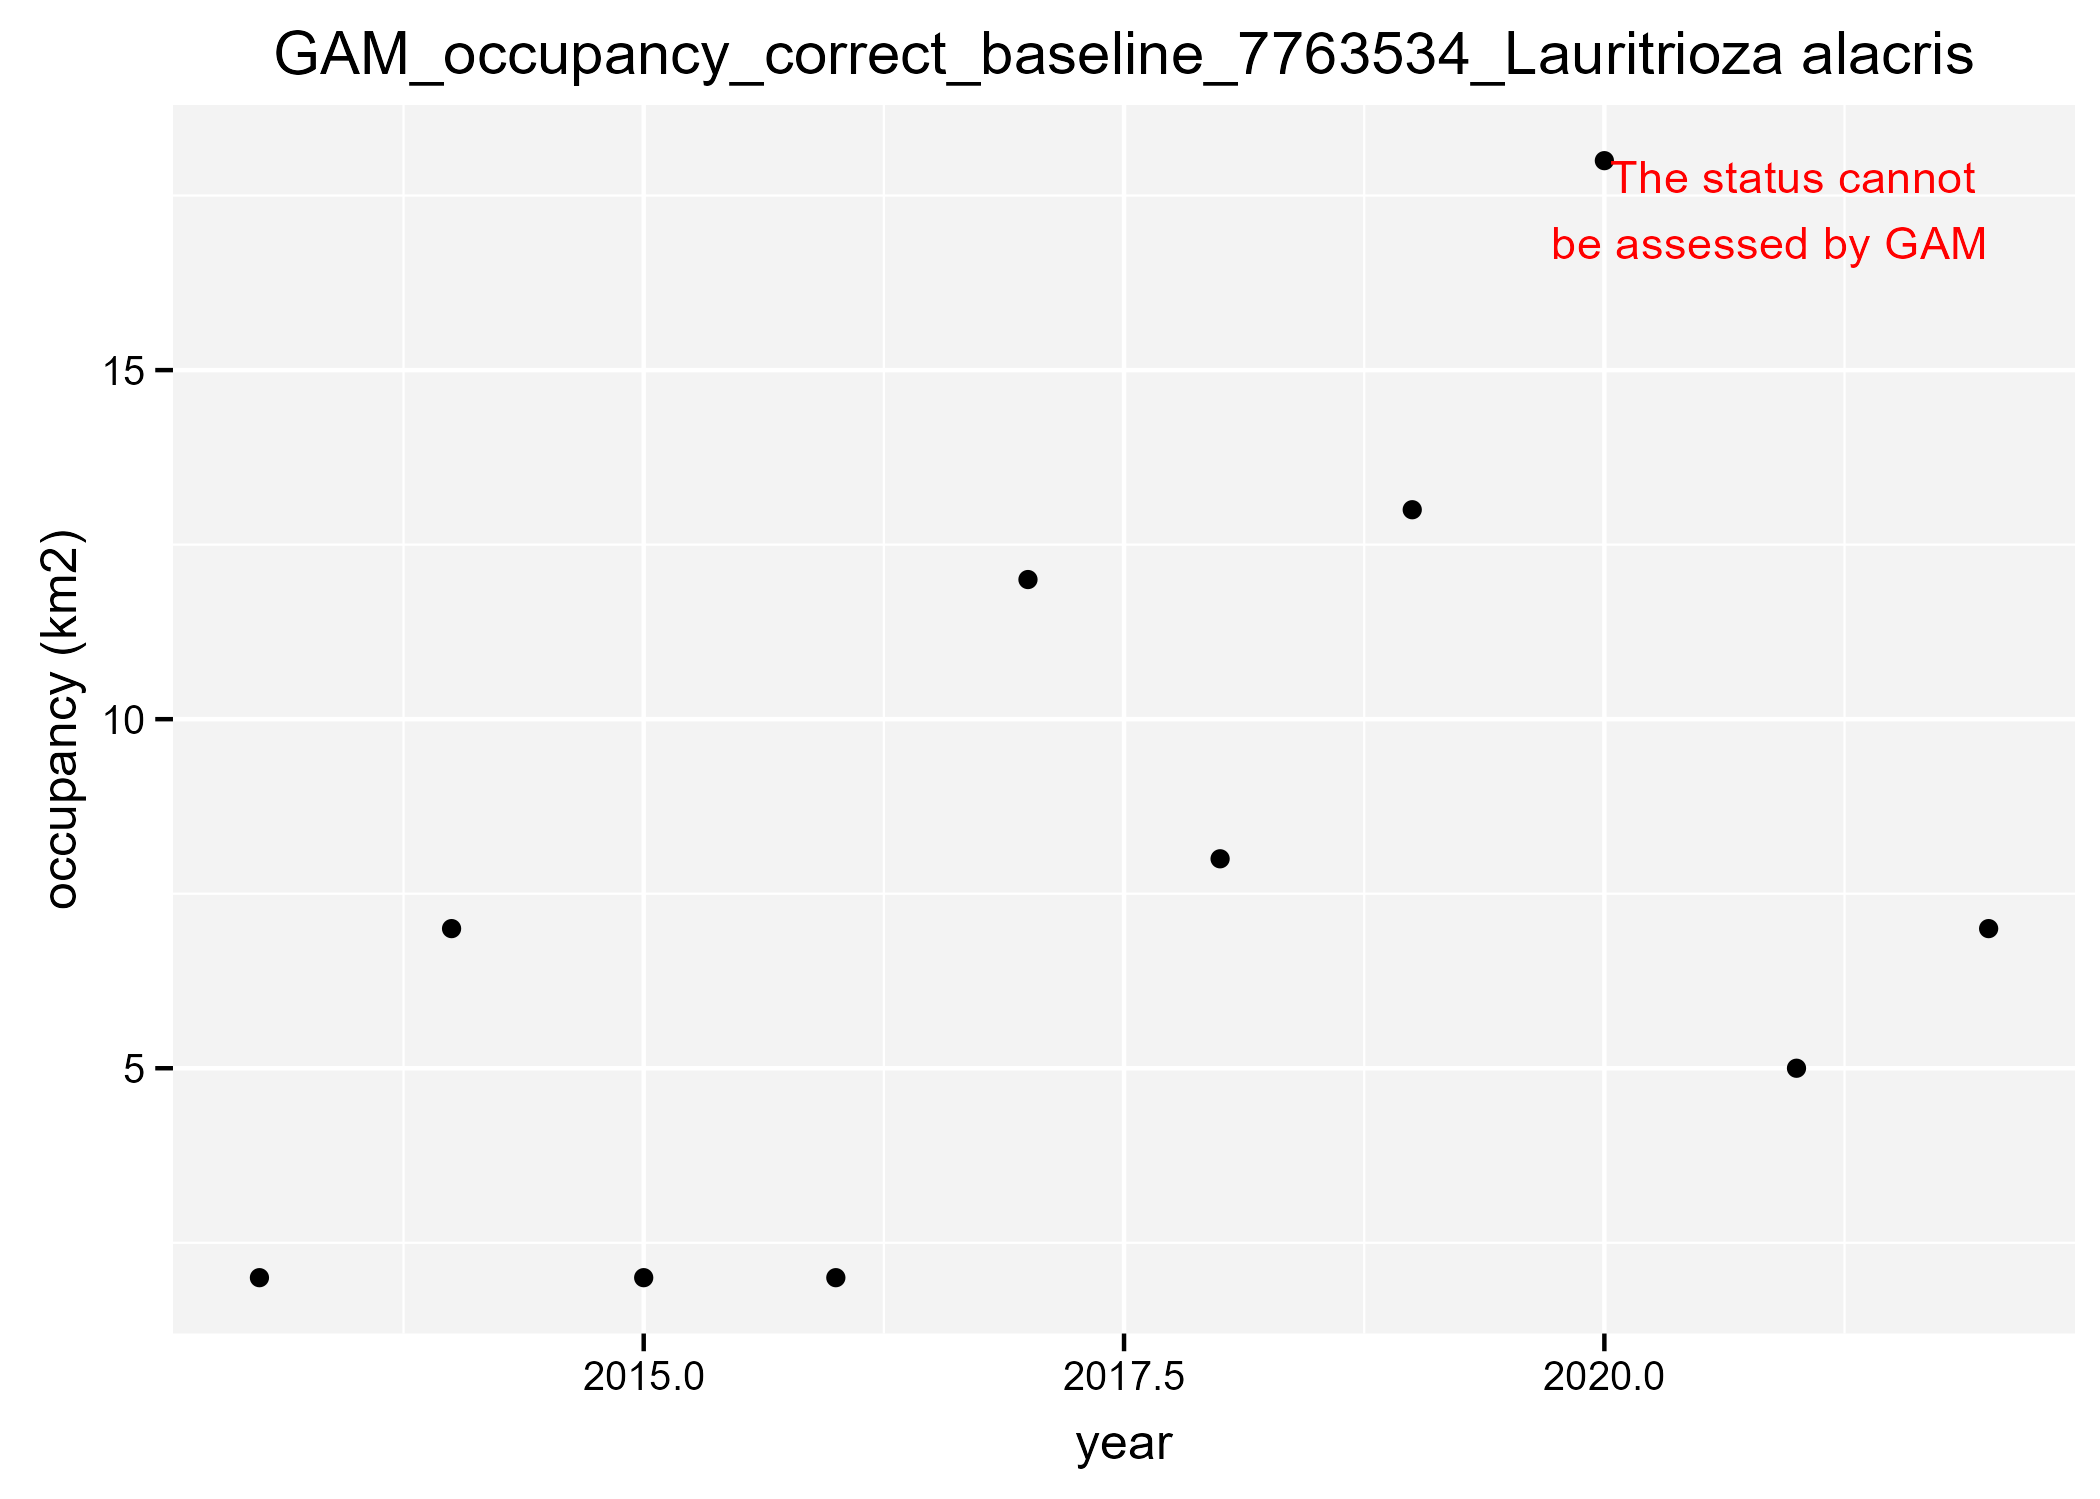 GAM_occupancy_correct_baseline_7763534_Lauritrioza alacris
The status cannot
be assessed by GAM
15
10
5
occupancy (km2)
2015.0
2017.5
2020.0
year